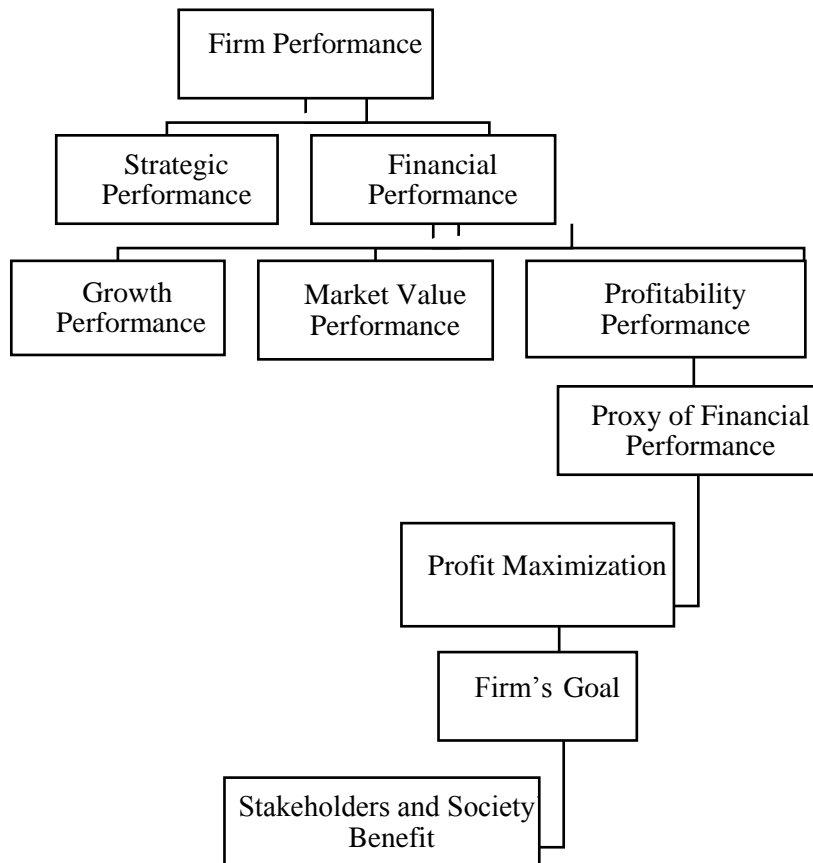 Firm Performance
Strategic
Performance
Financial
Performance
Growth
Performance
Market Value
Performance
Profitability
Performance
Proxy of Financial
Performance
Profit Maximization
Firm’s Goal
Stakeholders and Society’
Benefit